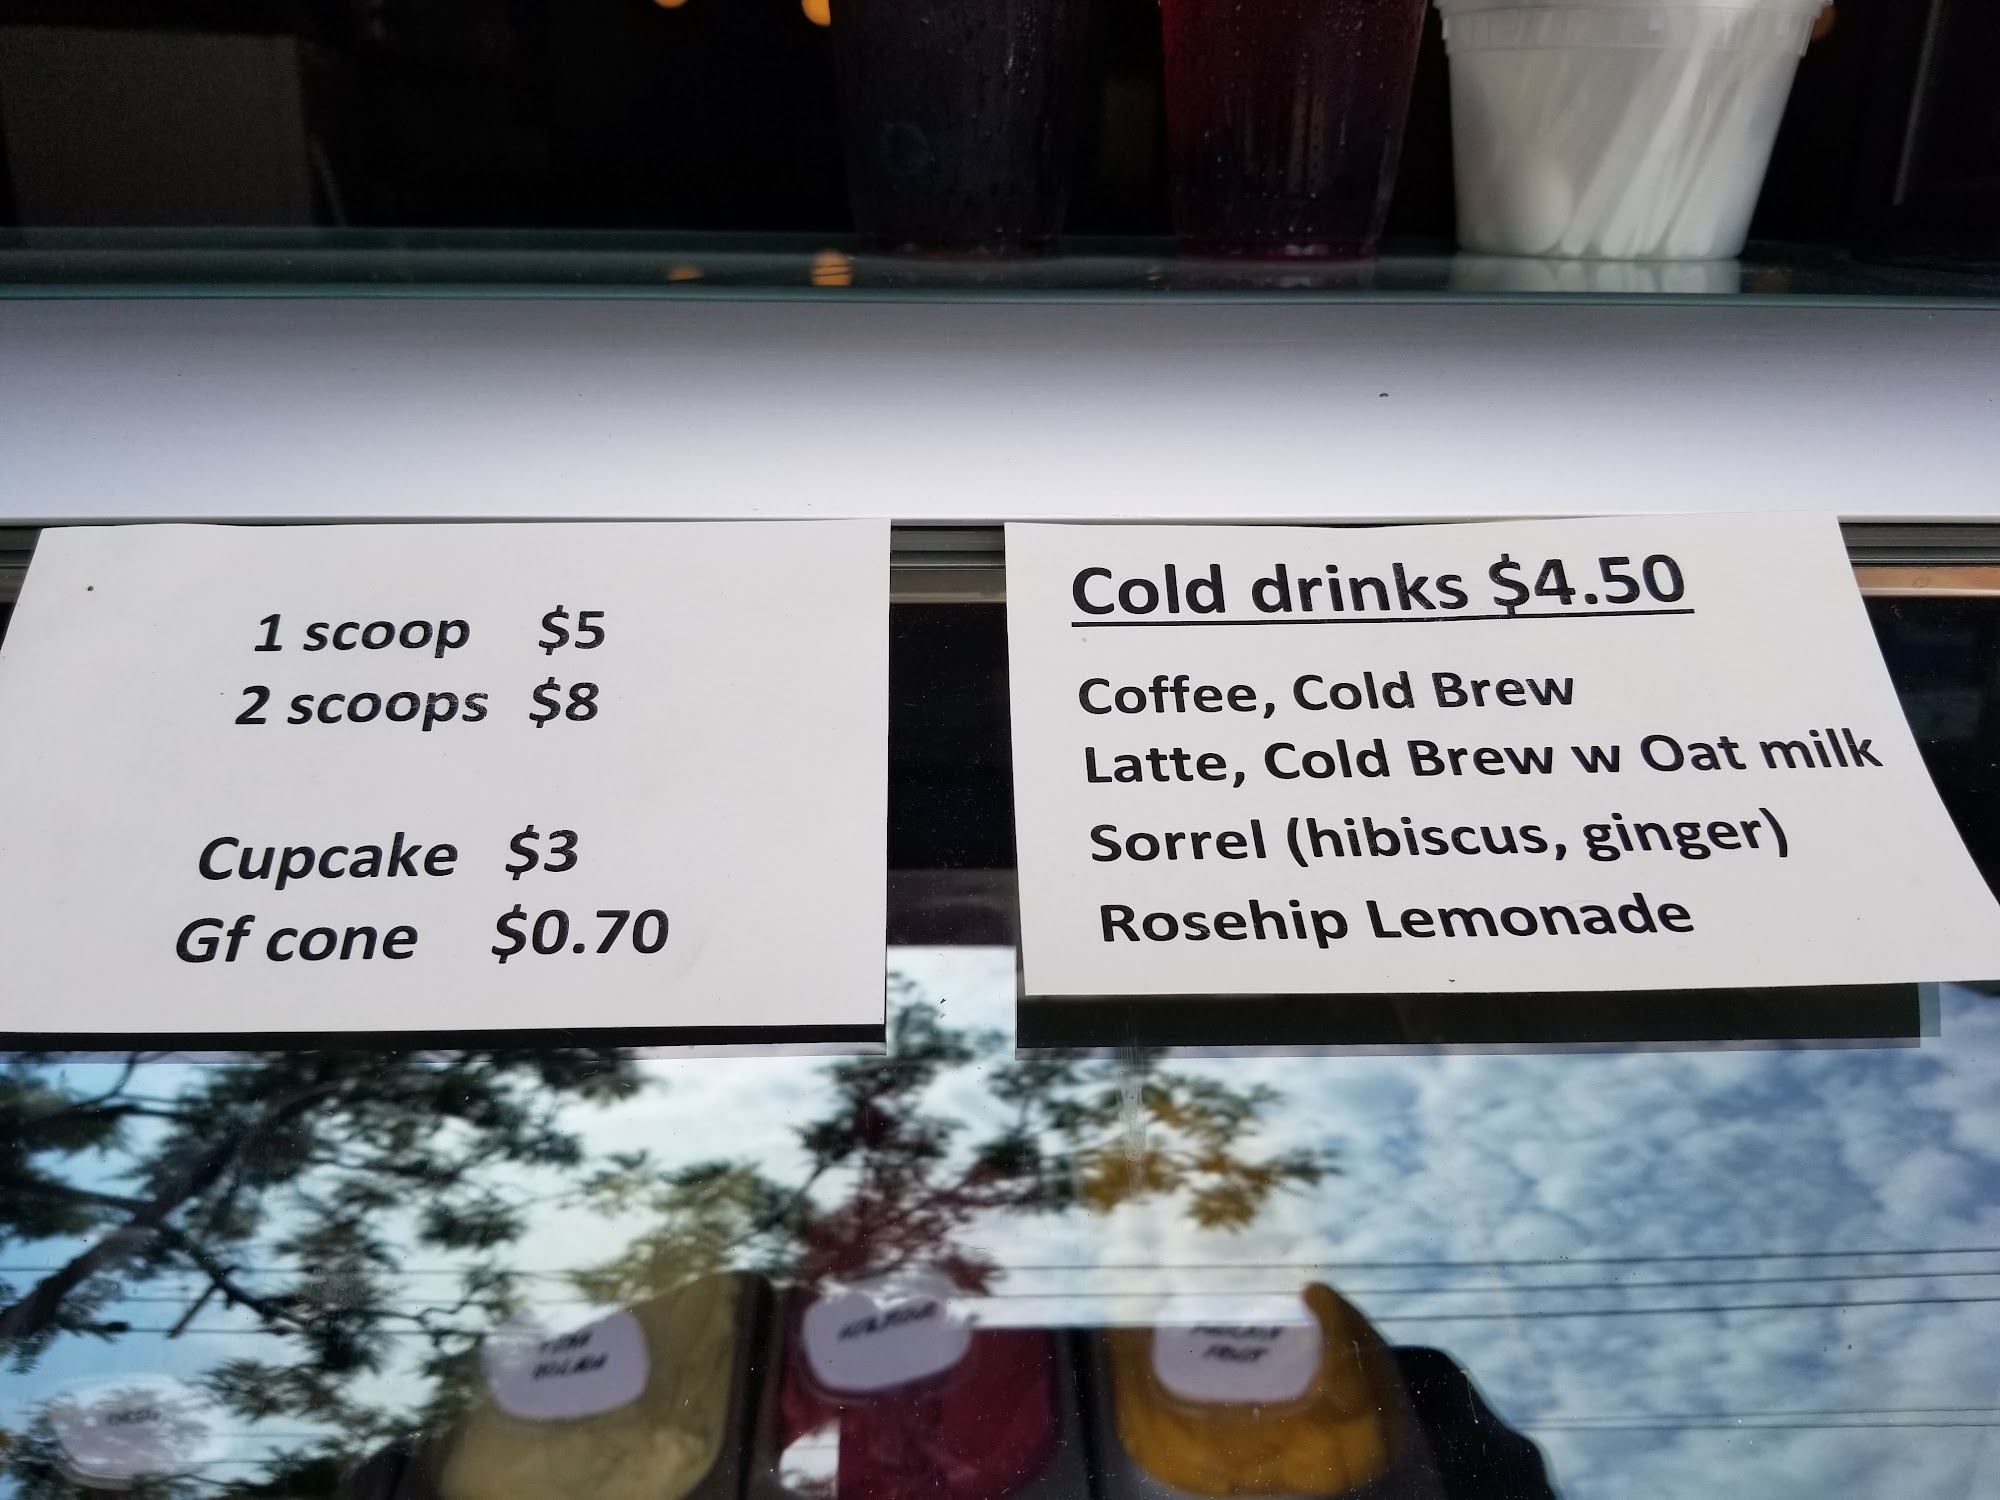 1 scoop $5
2 scoops $8
Cupcake $3
Gf cone $0.70
Cold drinks $4.50
Coffee, Cold Brew
Latte, Cold Brew w Oat milk
Sorrel (hibiscus, ginger)
Rosehip Lemonade